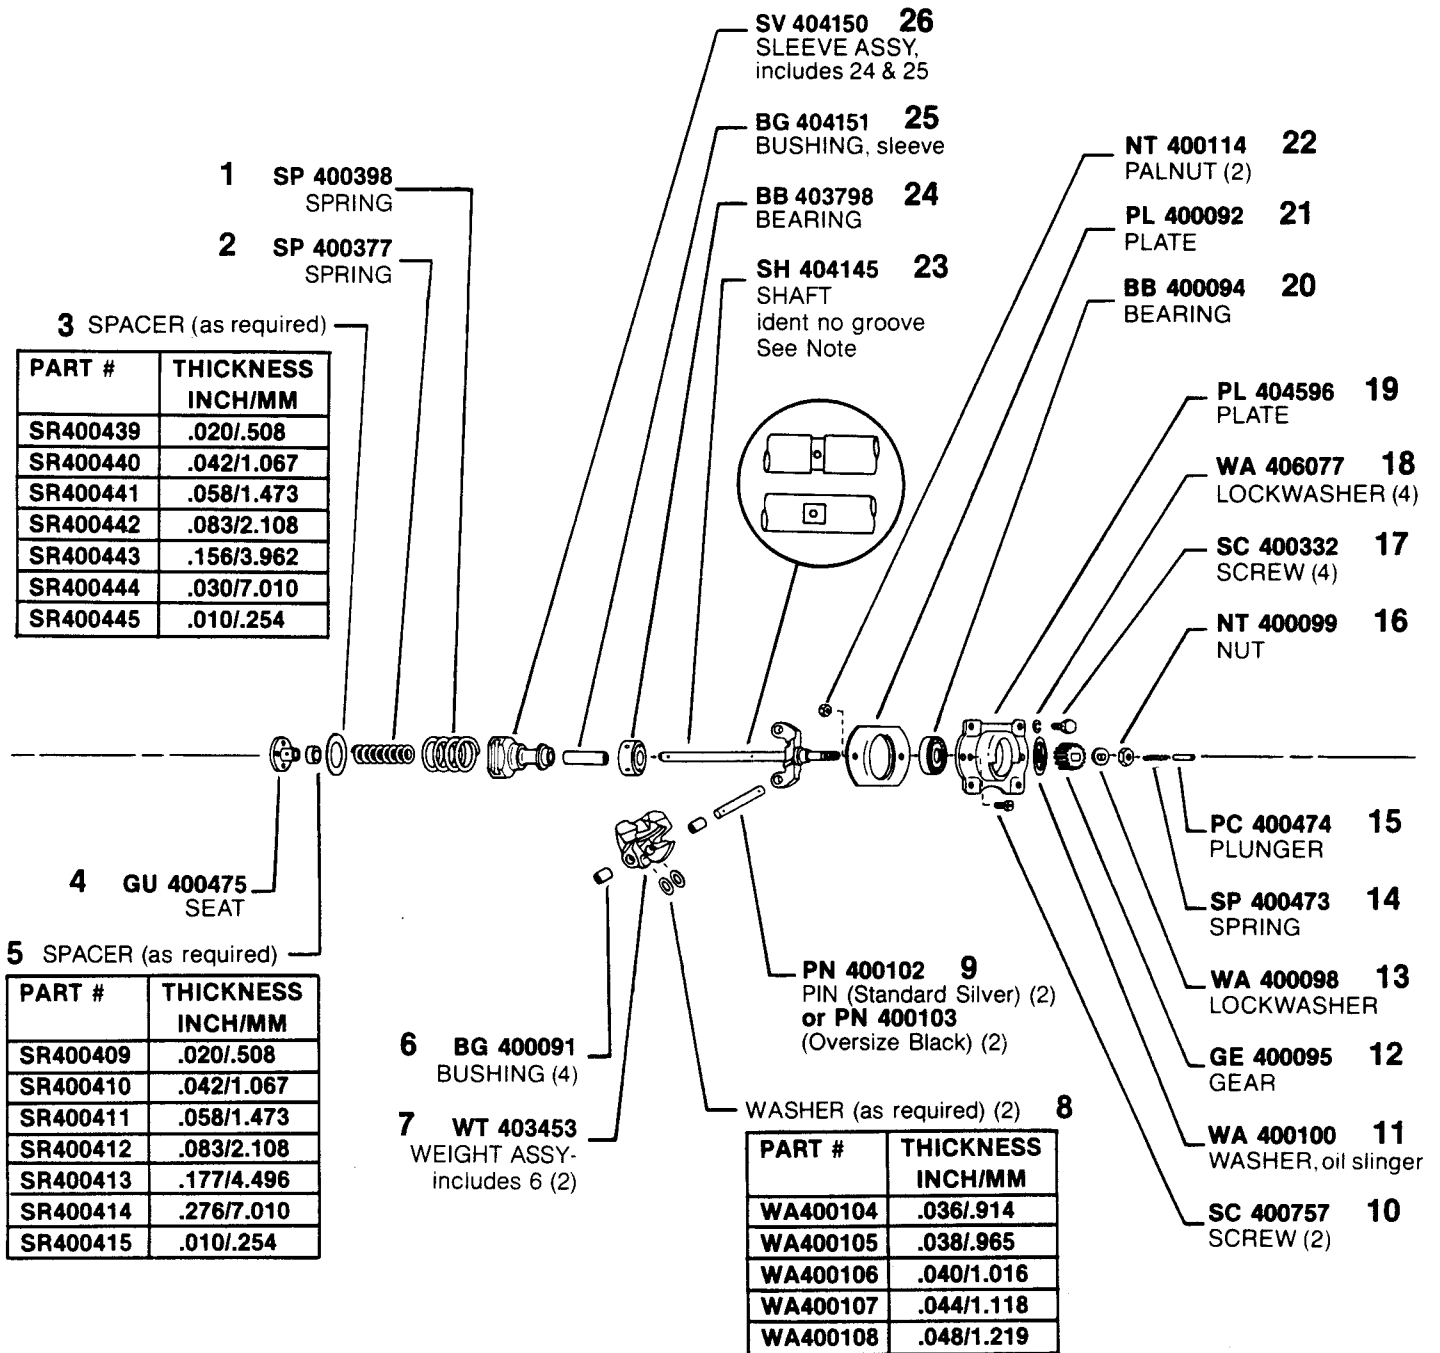 SV 404150 26
SLEEVE ASSY,
includes 24 & 25
BG 404151 25
BUSHING, sleeve
BB 403798 24
BEARING
SH 404145 23
SHAFT
ident no groove
See Note
NT 400114 22
PALNUT (2)
PL 400092 21
PLATE
BB 400094 20
BEARING
PL 404596 19
PLATE
WA 406077 18
LOCKWASHER (4)
SC 400332 17
SCREW (4)
NT 400099 16
NUT
1 SP 400398
SPRING
2 SP 400377
SPRING
3 SPACER (as required)
PART # THICKNESS
INCH/MM
SR400439 .020/.508
SR400440 .042/1.067
SR400441 .058/1.473
SR400442 .083/2.108
SR400443 .156/3.962
SR400444 .030/7.010
SR400445 .010/.254
4 GU 400475
SEAT
5 SPACER (as required)
PART # THICKNESS
INCH/MM
SR400409 .020/.508
SR400410 .042/1.067
SR400411 .058/1.473
SR400412 .083/2.108
SR400413 .177/4.496
SR400414 .276/7.010
SR400415 .010/.254
6 BG 400091
BUSHING (4)
7 WT 403453
WEIGHT ASSY-
includes 6 (2)
PN 400102 9
PIN (Standard Silver) (2)
or PN 400103
(Oversize Black) (2)
WASHER (as required) (2) 8
PART # THICKNESS
INCH/MM
WA400104 .036/.914
WA400105 .038/.965
WA400106 .040/1.016
WA400107 .044/1.118
WA400108 .048/1.219
PC 400474 15
PLUNGER
SP 400473 14
SPRING
WA 400098 13
LOCKWASHER
GE 400095 12
GEAR
WA 400100 11
WASHER, oil slinger
SC 400757 10
SCREW (2)